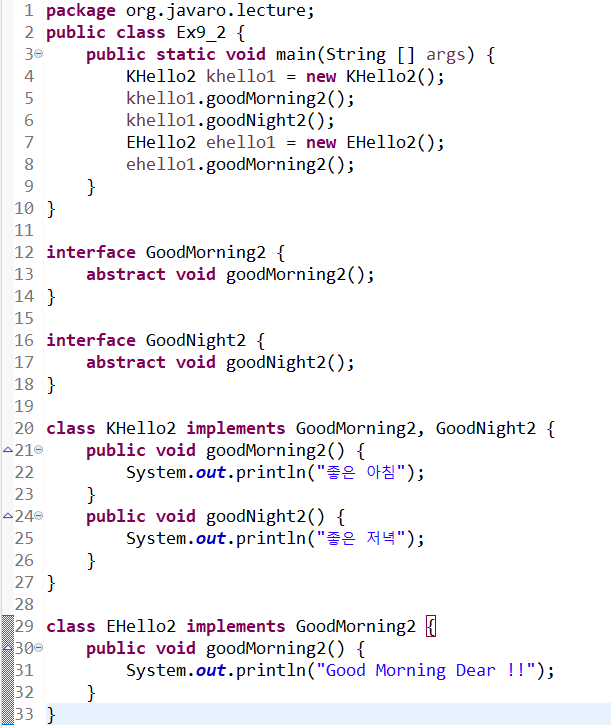 1 package org.javaro.lecture;
2 public class Ex9_2 {
3     public static void main(String [] args) {
4         KHello2 khello1 = new KHello2();
5         khello1.goodMorning2();
6         khello1.goodNight2();
7         EHello2 ehello1 = new EHello2();
8         ehello1.goodMorning2();
9     }
10 }
11
12 interface GoodMorning2 {
13     abstract void goodMorning2();
14 }
15
16 interface GoodNight2 {
17     abstract void goodNight2();
18 }
19
20 class KHello2 implements GoodMorning2, GoodNight2 {
21     public void goodMorning2() {
22         System.out.println("좋은 아침");
23     }
24     public void goodNight2() {
25         System.out.println("좋은 저녁");
26     }
27 }
28
29 class EHello2 implements GoodMorning2 {
30     public void goodMorning2() {
31         System.out.println("Good Morning Dear !!");
32     }
33 }